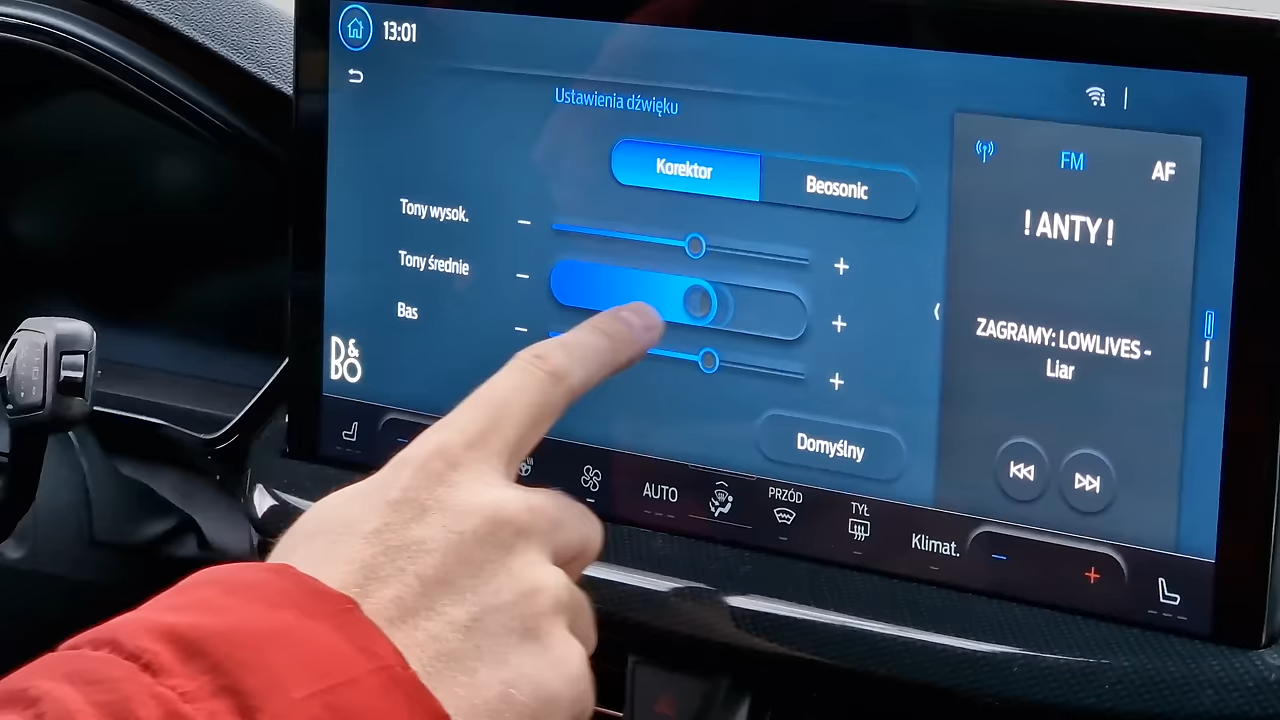 13:01
Ustawienia dźwięku
Korektor
Beosonic
Tony wysok.
Tony średnie
Bas
B&O
Domyślny
FM
AF
! ANTY !
ZAGRAMY: LOWLIVES -
Liar
AUTO
PRZÓD
TYŁ
Klimat.